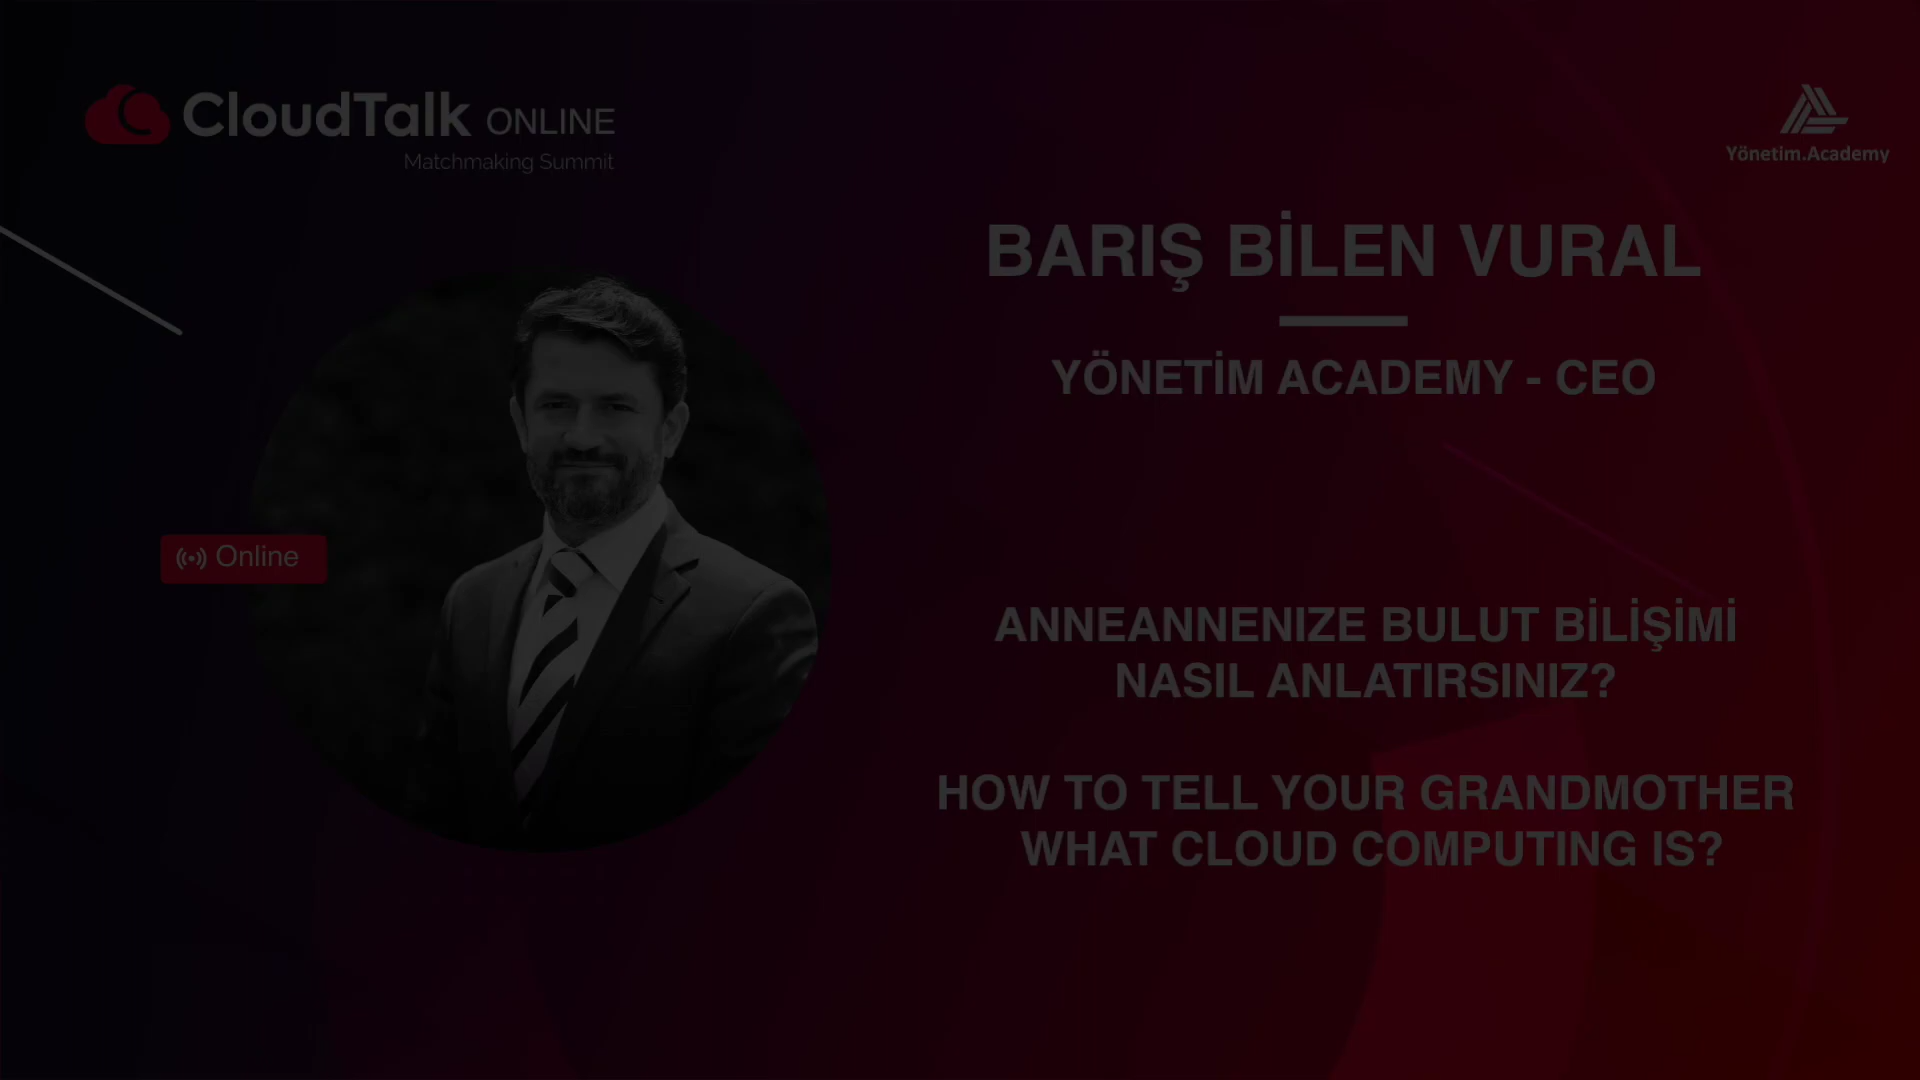 CloudTalk ONLINE
Matchmaking Summit
Yönetim.Academy
BARIŞ BİLEN VURAL
YÖNETİM ACADEMY - CEO
Online
ANNEANNENIZE BULUT BİLİŞİMİ
NASIL ANLATIRSINIZ?
HOW TO TELL YOUR GRANDMOTHER
WHAT CLOUD COMPUTING IS?